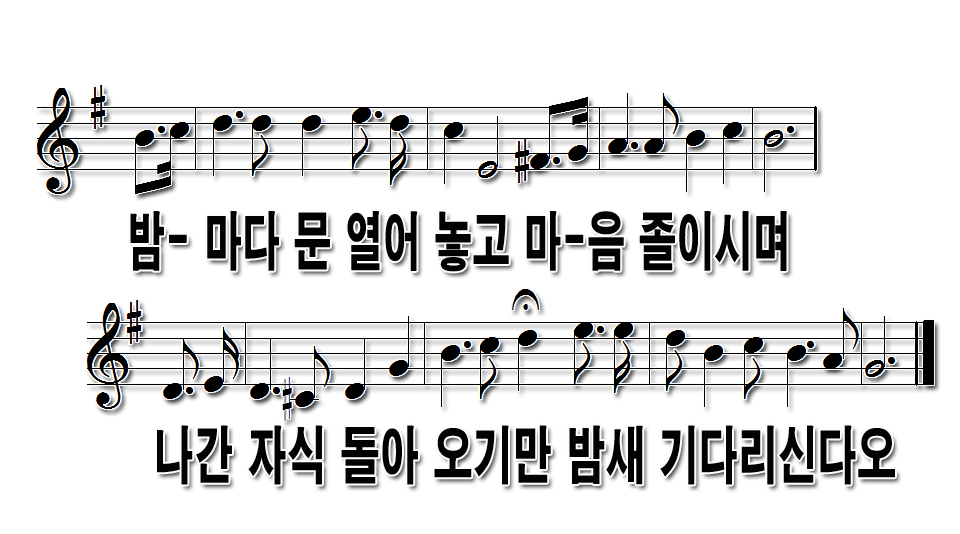 밤- 마다 문 열어 놓고 마-음 졸이시며
나간 자식 돌아 오기만 밤새 기다리신다오